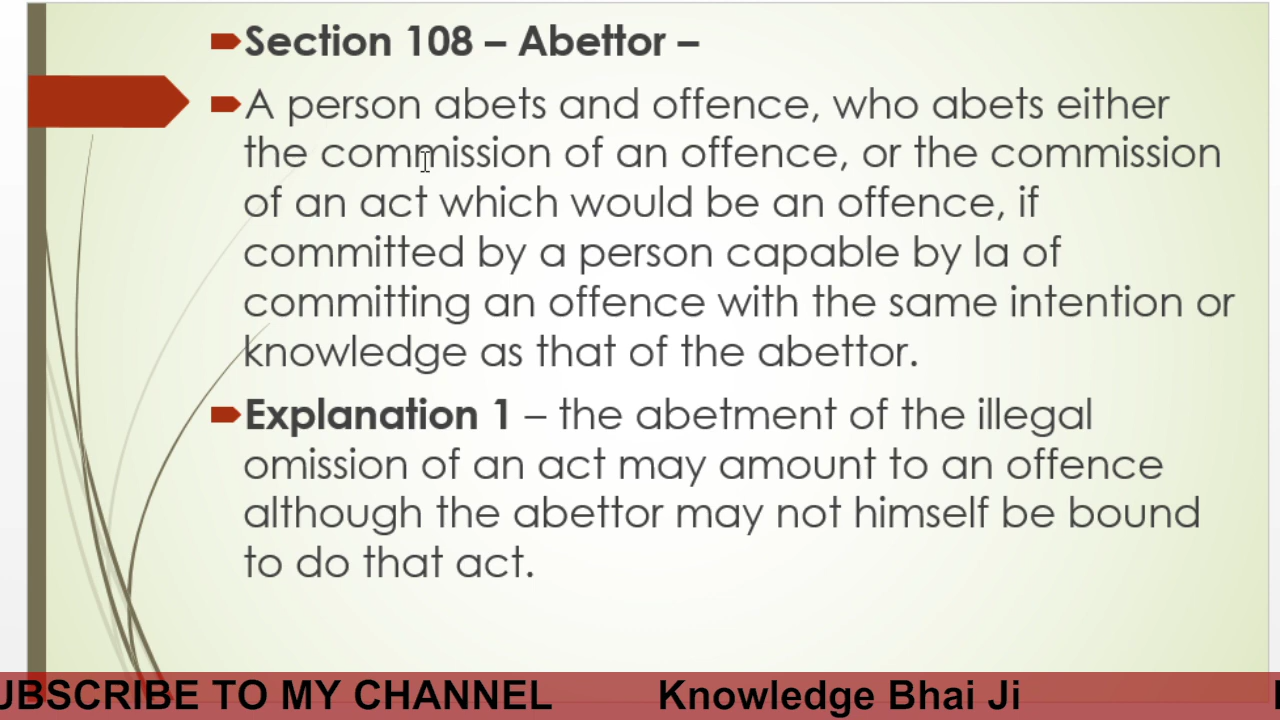 Section 108 – Abettor –
A person abets and offence, who abets either
the commission of an offence, or the commission
of an act which would be an offence, if
committed by a person capable by la of
committing an offence with the same intention or
knowledge as that of the abettor.
Explanation 1 – the abetment of the illegal
omission of an act may amount to an offence
although the abettor may not himself be bound
to do that act.
UBSCRIBE TO MY CHANNEL Knowledge Bhai Ji